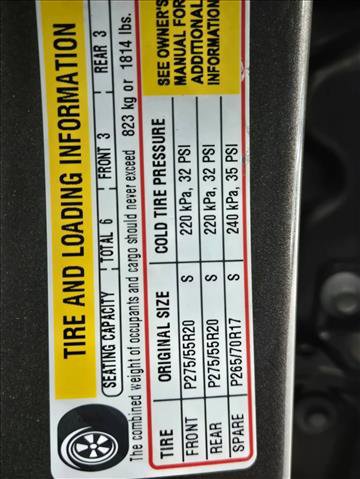 TIRE AND LOADING INFORMATION
SEATING CAPACITY TOTAL 6 FRONT 3 REAR 3
The combined weight of occupants and cargo should never exceed 823 kg or 1814 lbs.
TIRE ORIGINAL SIZE COLD TIRE PRESSURE
FRONT P275/55R20 S 220 kPa, 32 PSI
REAR P275/55R20 S 220 kPa, 32 PSI
SPARE P265/70R17 S 240 kPa, 35 PSI
SEE OWNER'S
MANUAL FOR
ADDITIONAL
INFORMATION